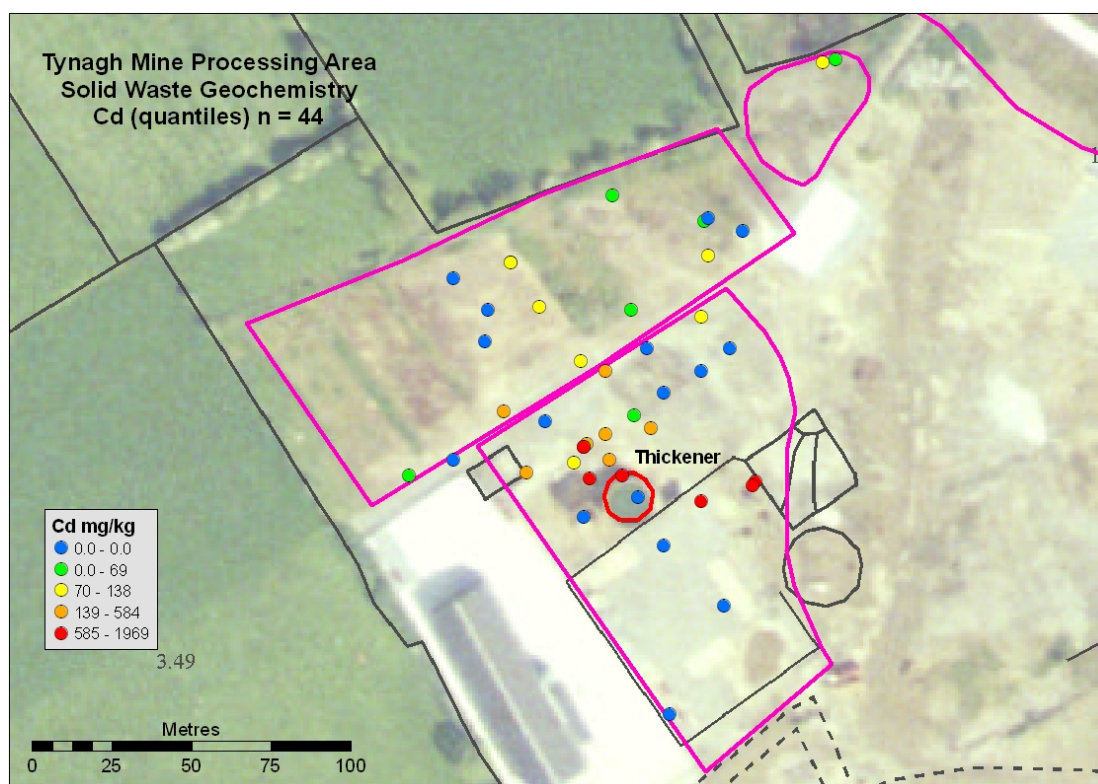 Tynagh Mine Processing Area
Solid Waste Geochemistry
Cd (quantiles) n = 44
Thickener
Cd mg/kg
0.0 - 0.0
0.0 - 69
70 - 138
139 - 584
585 - 1969
3.49
Metres
0 25 50 75 100